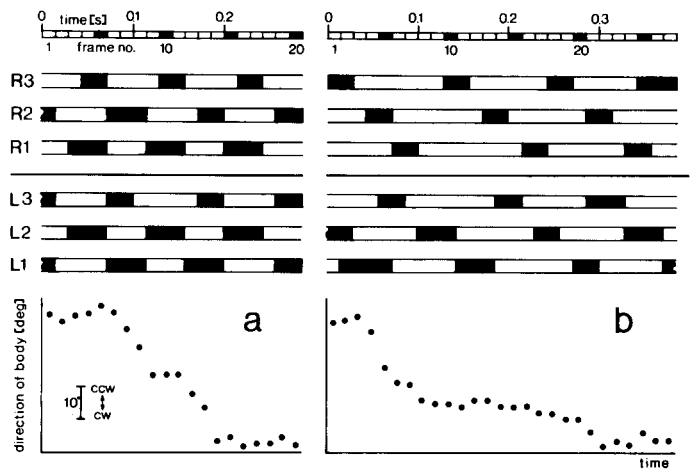 0 time [s] 0.1 0.2
1 frame no. 10 20
0 0.1 0.2 0.3
1 10 20
R3
R2
R1
L3
L2
L1
direction of body [deg]
10°
CCW
CW
a
b
time